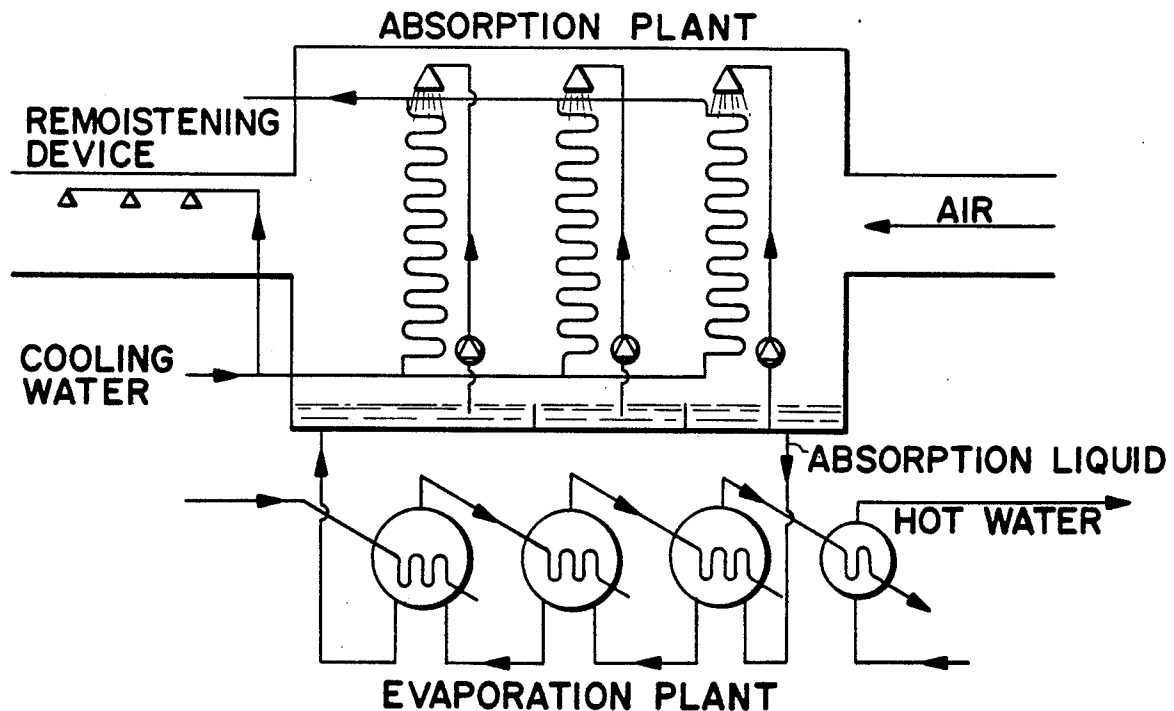 ABSORPTION PLANT
REMOISTENING
DEVICE
AIR
COOLING
WATER
ABSORPTION LIQUID
HOT WATER
EVAPORATION PLANT